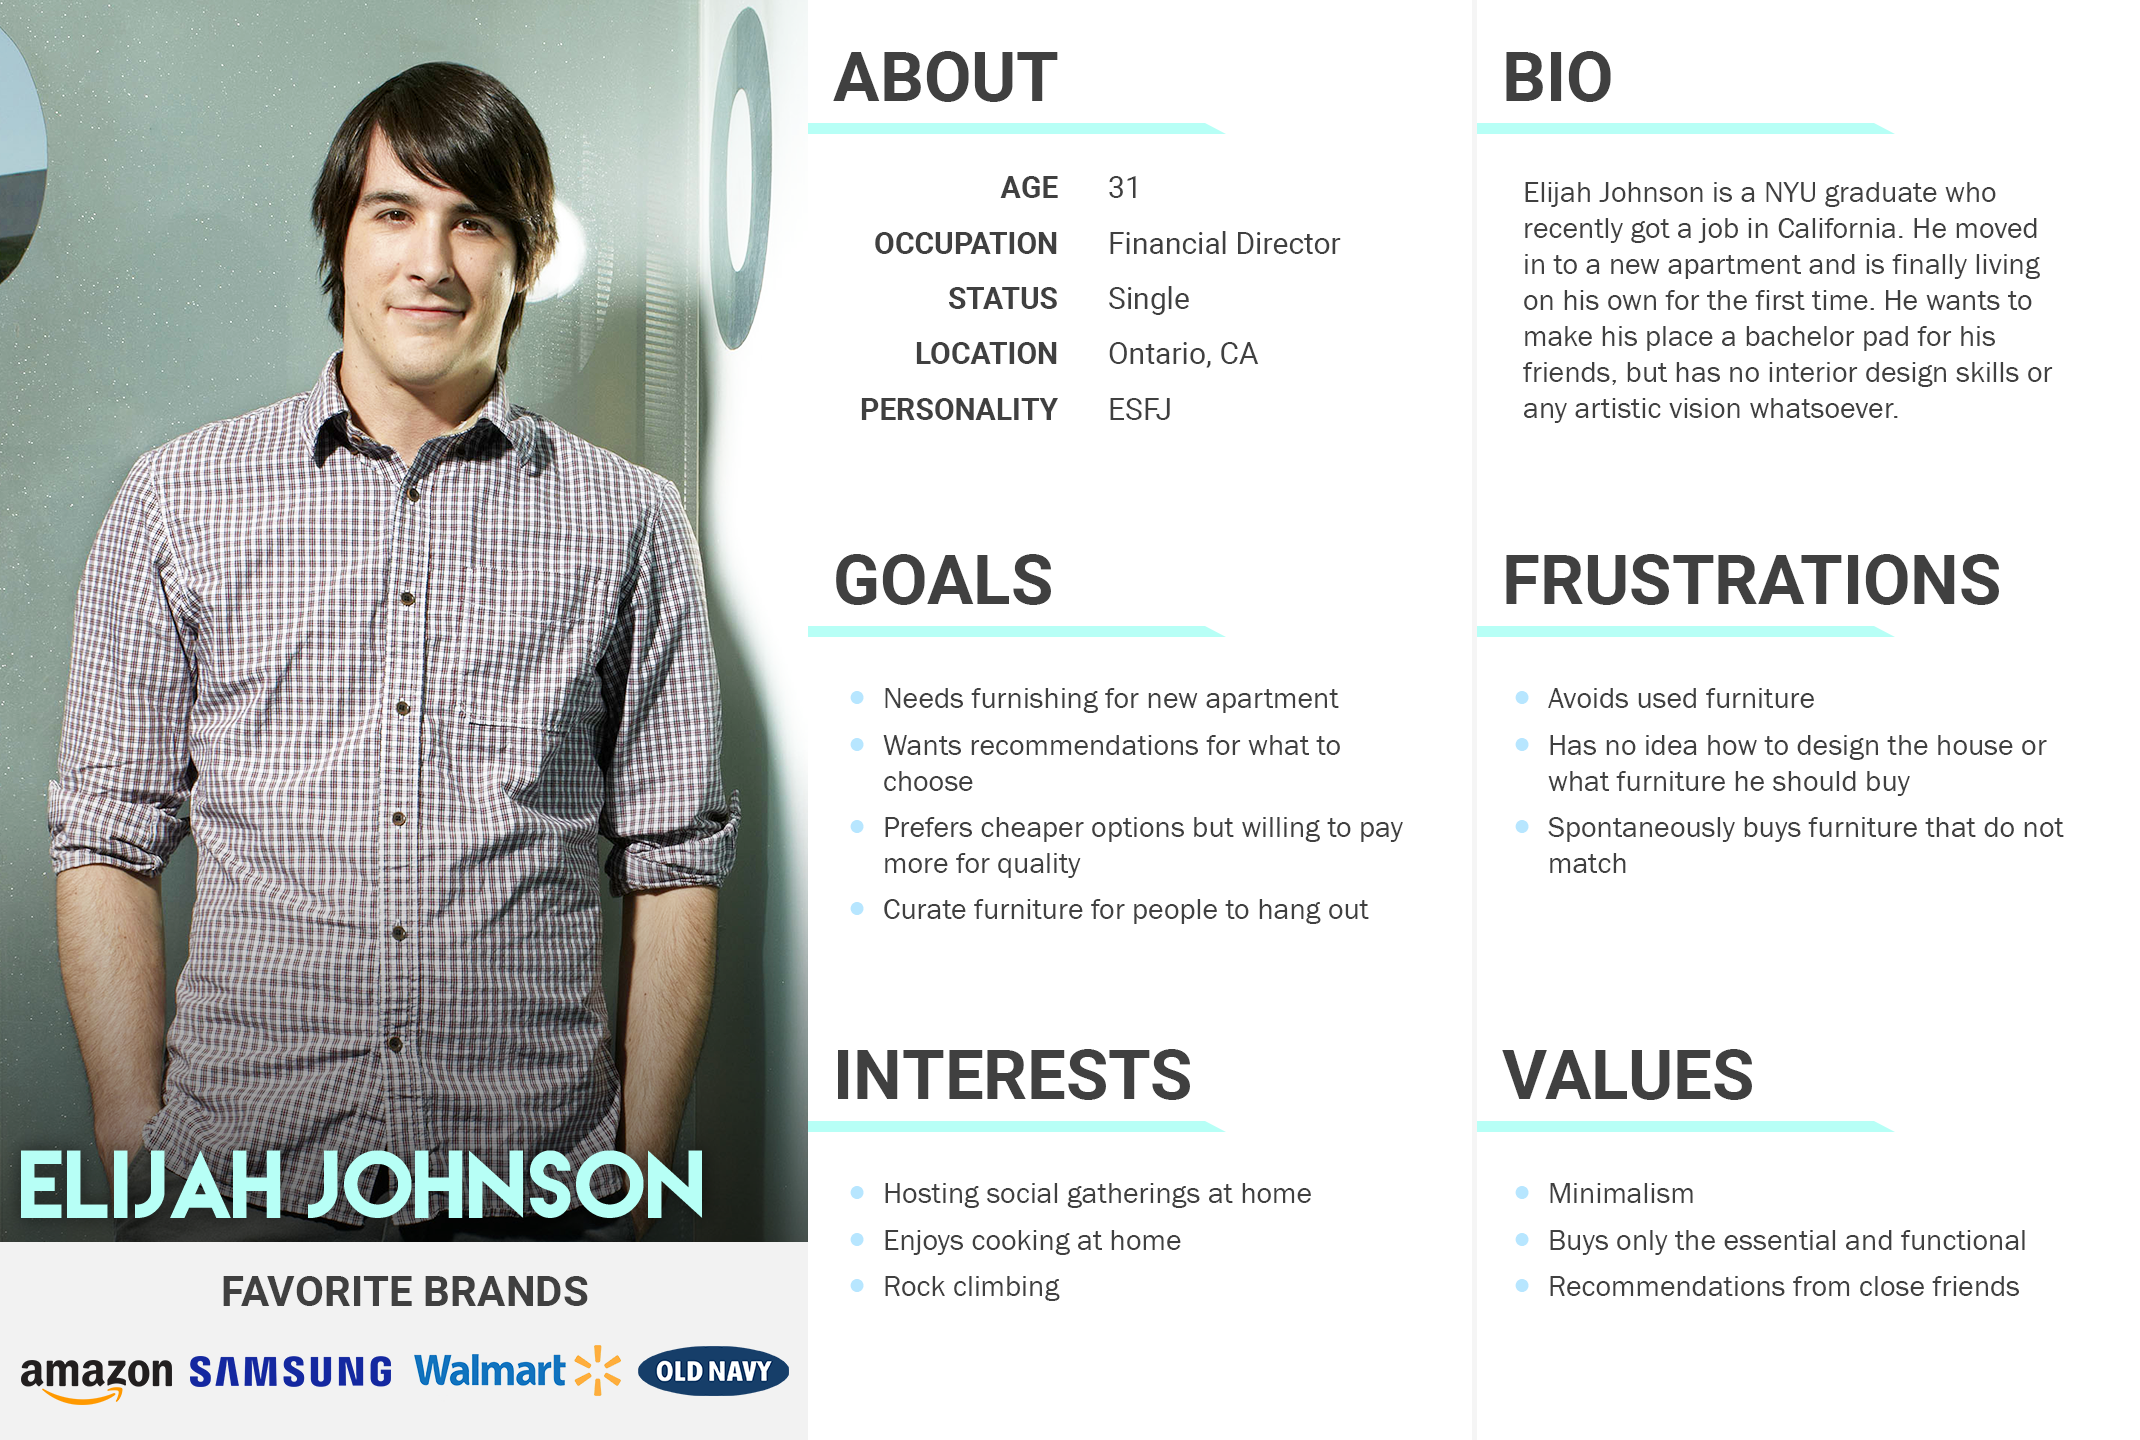 ELIJAH JOHNSON
FAVORITE BRANDS
amazon SAMSUNG Walmart OLD NAVY
ABOUT
AGE 31
OCCUPATION Financial Director
STATUS Single
LOCATION Ontario, CA
PERSONALITY ESFJ
BIO
Elijah Johnson is a NYU graduate who
recently got a job in California. He moved
in to a new apartment and is finally living
on his own for the first time. He wants to
make his place a bachelor pad for his
friends, but has no interior design skills or
any artistic vision whatsoever.
GOALS
Needs furnishing for new apartment
Wants recommendations for what to
choose
Prefers cheaper options but willing to pay
more for quality
Curate furniture for people to hang out
FRUSTRATIONS
Avoids used furniture
Has no idea how to design the house or
what furniture he should buy
Spontaneously buys furniture that do not
match
INTERESTS
Hosting social gatherings at home
Enjoys cooking at home
Rock climbing
VALUES
Minimalism
Buys only the essential and functional
Recommendations from close friends